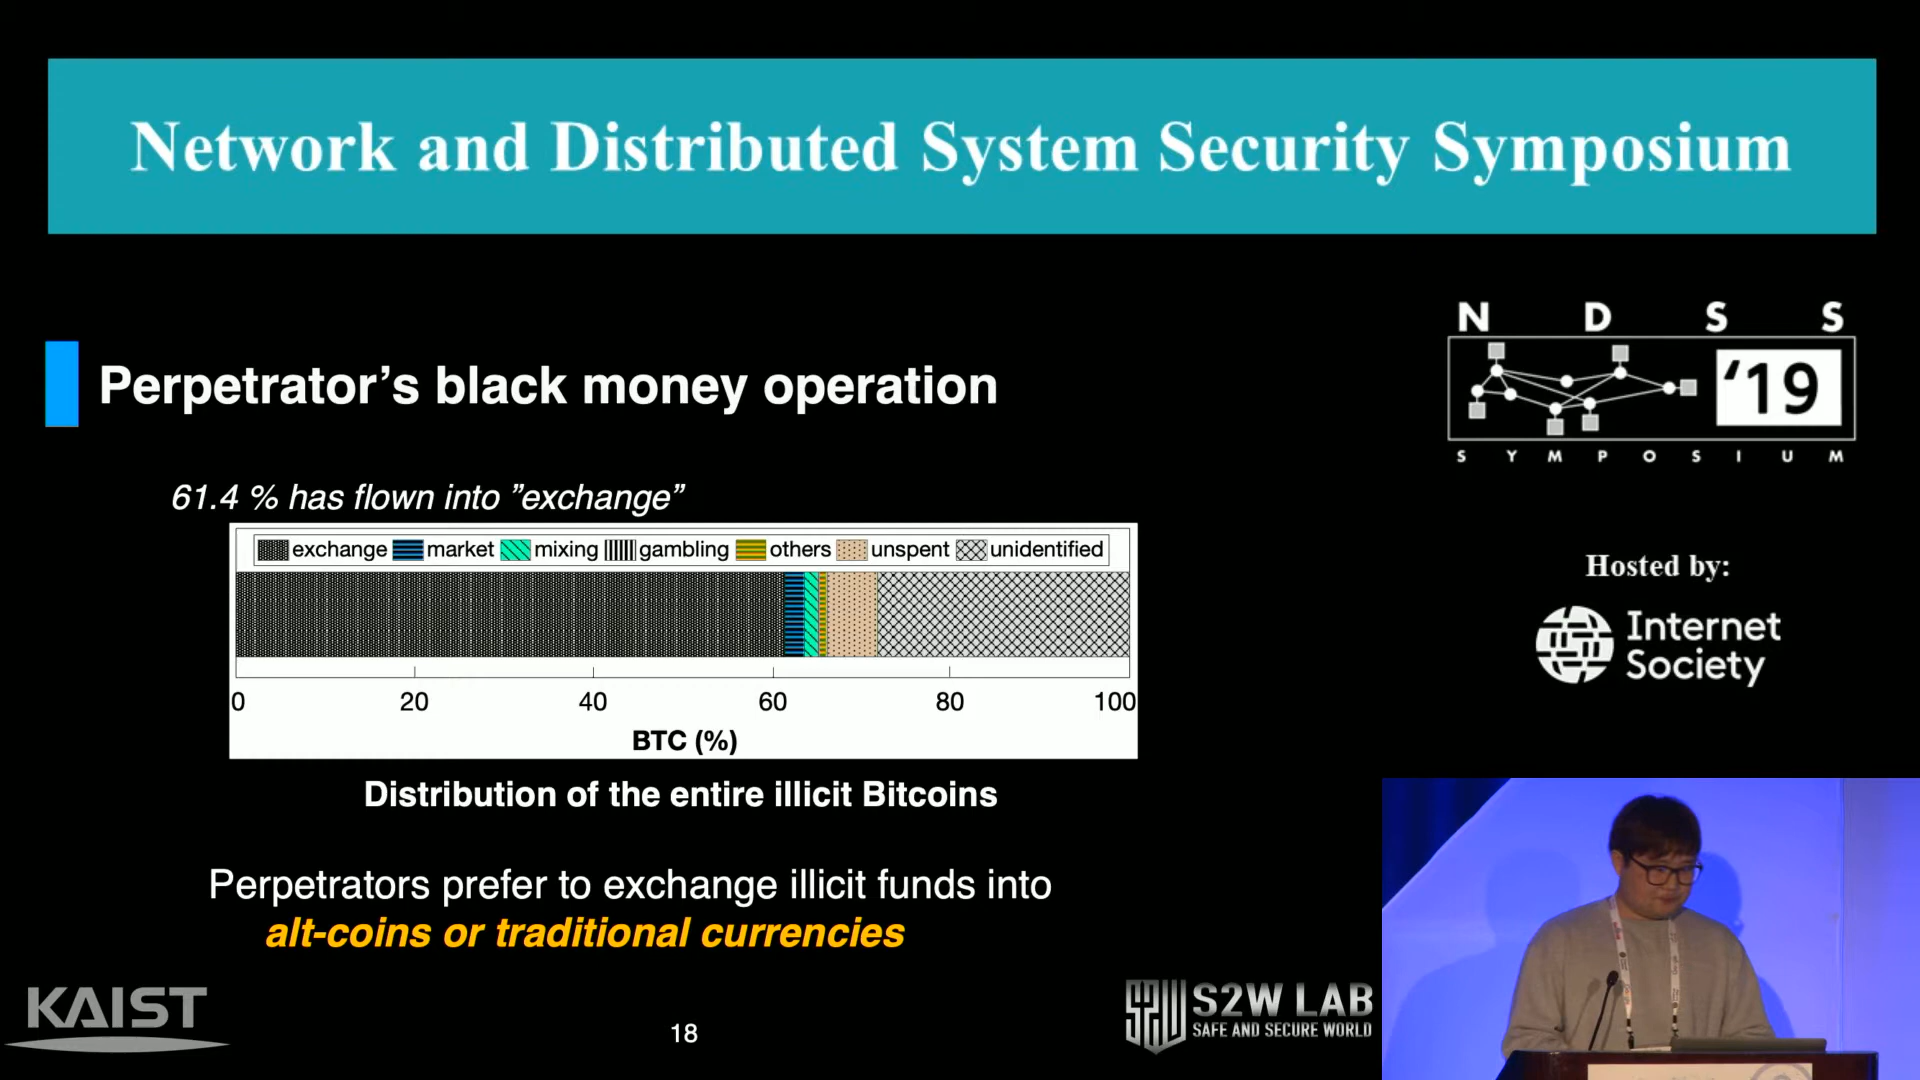 Network and Distributed System Security Symposium
N D S S
'19
S Y M P O S I U M
Perpetrator's black money operation
61.4 % has flown into ”exchange”
exchange market mixing gambling others unspent unidentified
0 20 40 60 80 100
BTC (%)
Distribution of the entire illicit Bitcoins
Hosted by:
Internet
Society
Perpetrators prefer to exchange illicit funds into
alt-coins or traditional currencies
KAIST
18
S2W LAB
SAFE AND SECURE WORLD